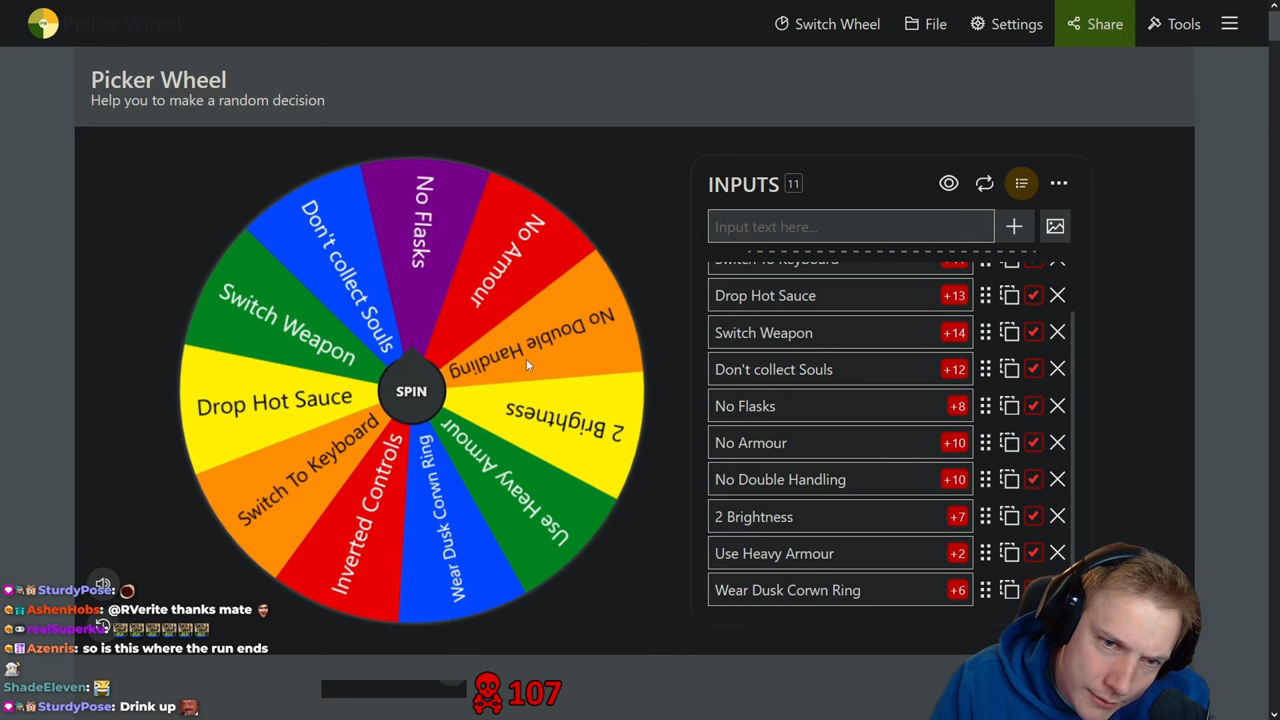 Picker Wheel
Switch Wheel
File
Settings
Share
Tools
Picker Wheel
Help you to make a random decision
No Flasks
No Armour
No Double Handling
2 Brightness
Use Heavy Armour
Wear Dusk Corwn Ring
Inverted Controls
Switch To Keyboard
Drop Hot Sauce
Switch Weapon
Don't collect Souls
SPIN
INPUTS 11
Input text here...
Switch To Keyboard
Drop Hot Sauce +13
Switch Weapon +14
Don't collect Souls +12
No Flasks +8
No Armour +10
No Double Handling +10
2 Brightness +7
Use Heavy Armour +2
Wear Dusk Corwn Ring +6
SturdyPose:
AshenHobs: @RVerite thanks mate
Azenris: so is this where the run ends
ShadeEleven:
SturdyPose: Drink up
107